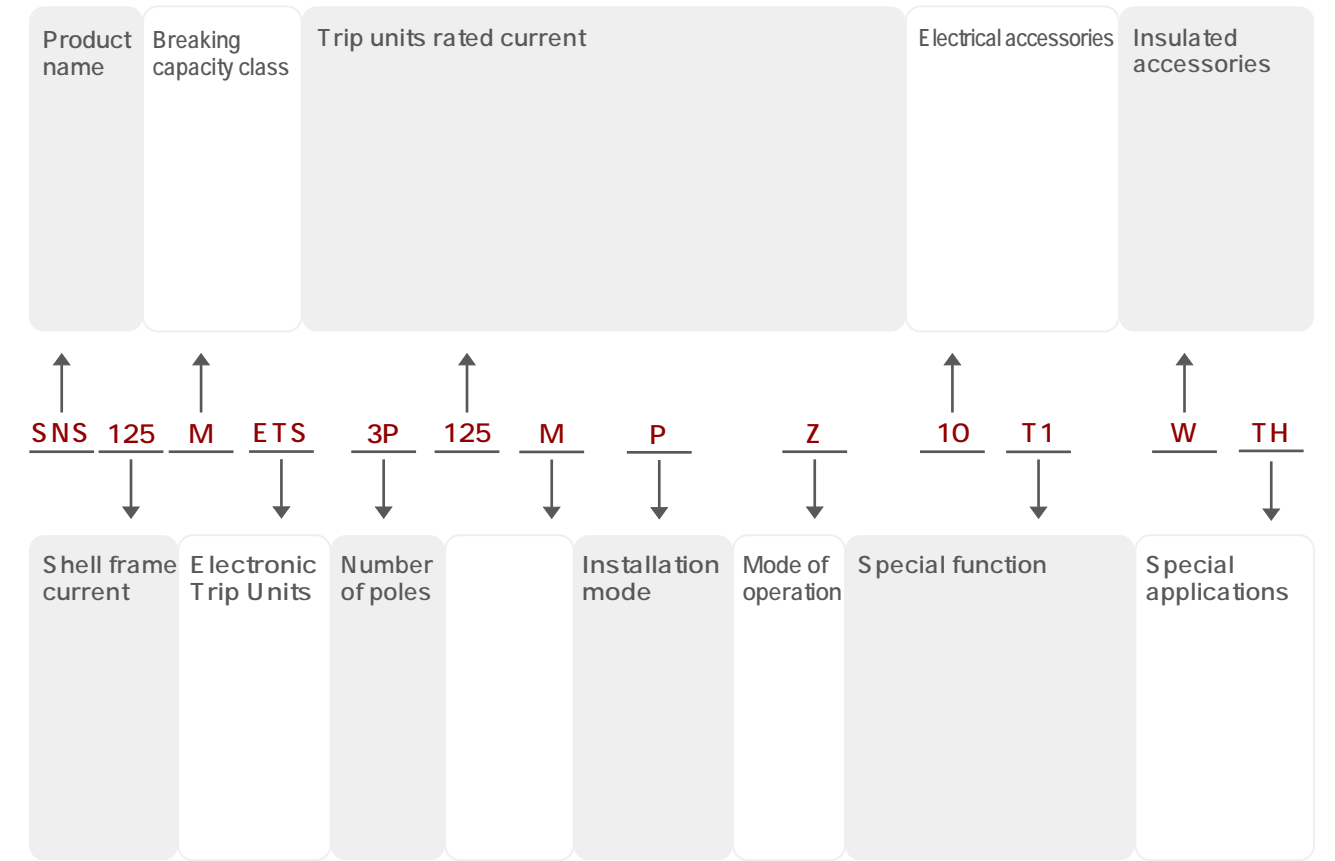 Product
name
Breaking
capacity class
Trip units rated current
Electrical accessories
Insulated
accessories
SNS 125 M ETS 3P 125 M P Z 10 T1 W TH
Shell frame
current
Electronic
Trip Units
Number
of poles
Installation
mode
Mode of
operation
Special function
Special
applications